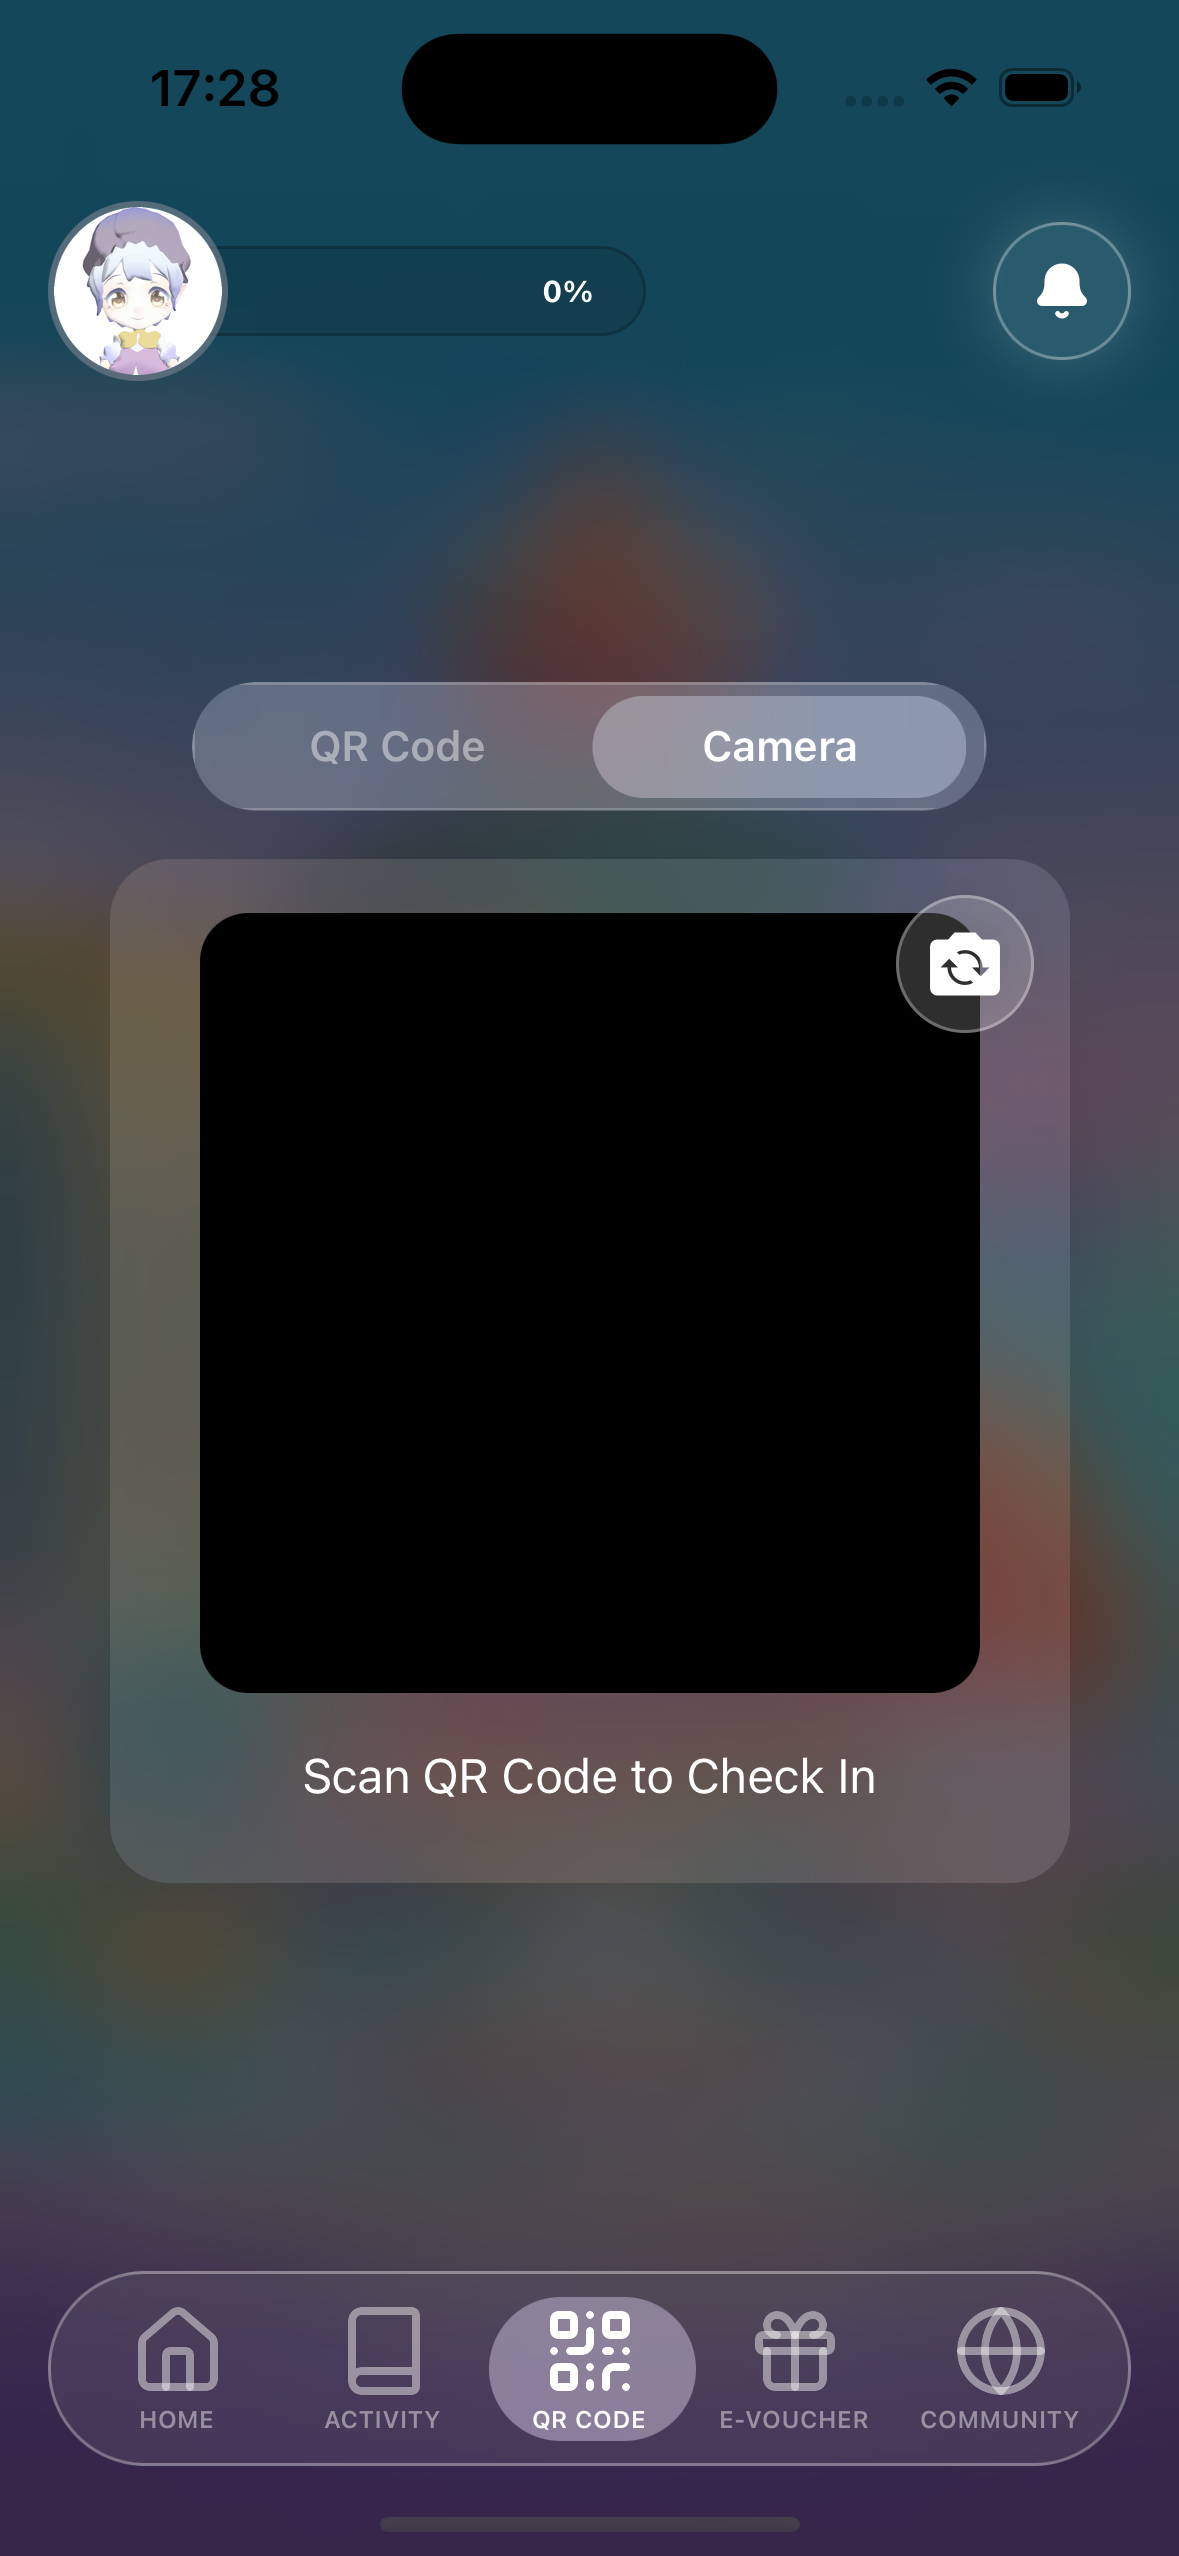 17:28
0%
QR Code
Camera
Scan QR Code to Check In
HOME
ACTIVITY
QR CODE
E-VOUCHER
COMMUNITY